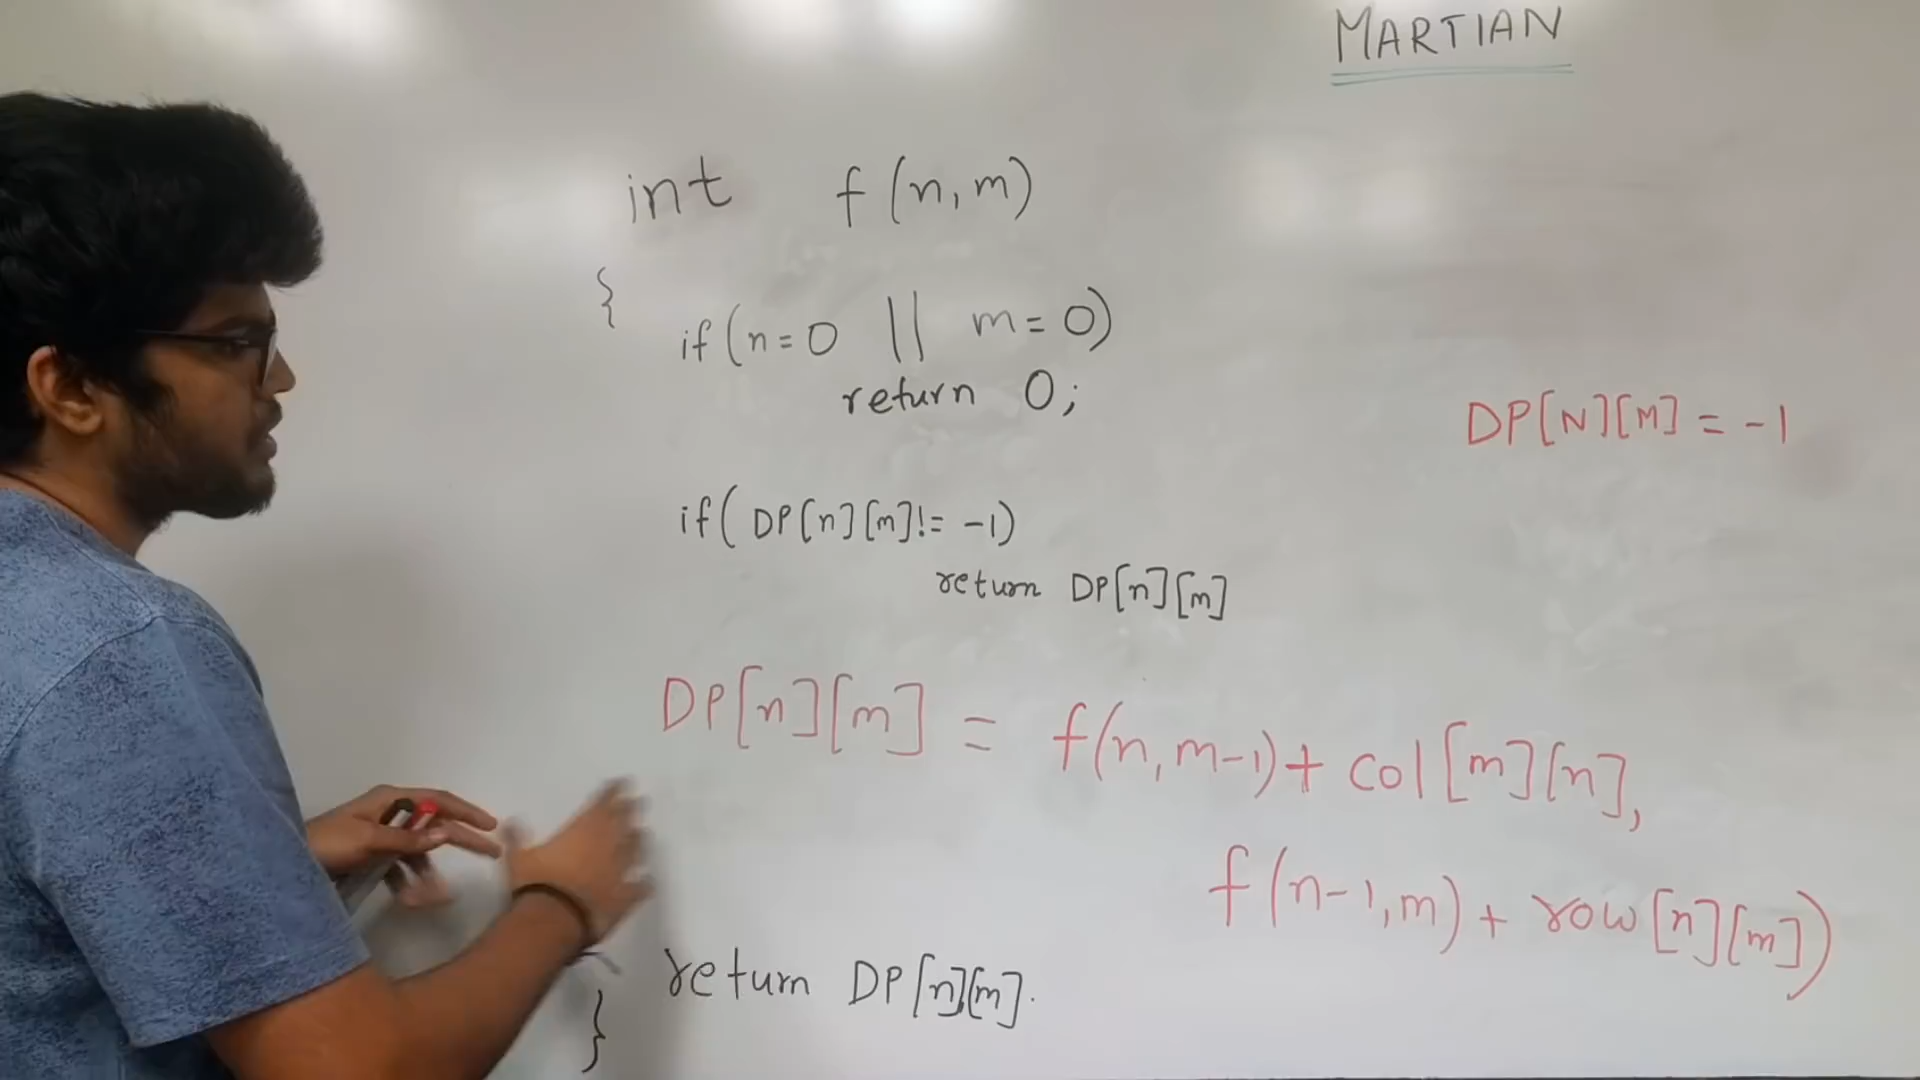 MARTIAN
int f(n,m)
{
if(n=0 || m=0)
return 0;
DP[N][M] = -1
if(DP[n][m]!= -1)
return DP[n][m]
DP[n][m] = f(n,m-1)+ col[m][n],
f(n-1,m)+ row[n][m])
return DP[n][m].
}